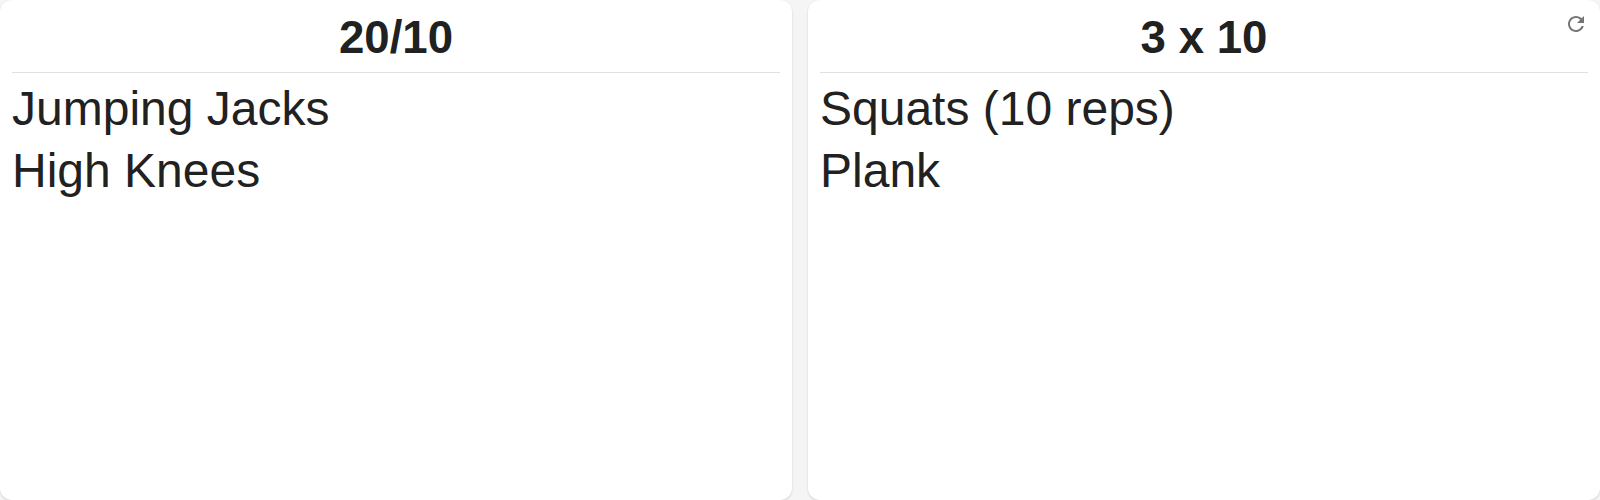 20/10
Jumping Jacks
High Knees
3 x 10
Squats (10 reps)
Plank